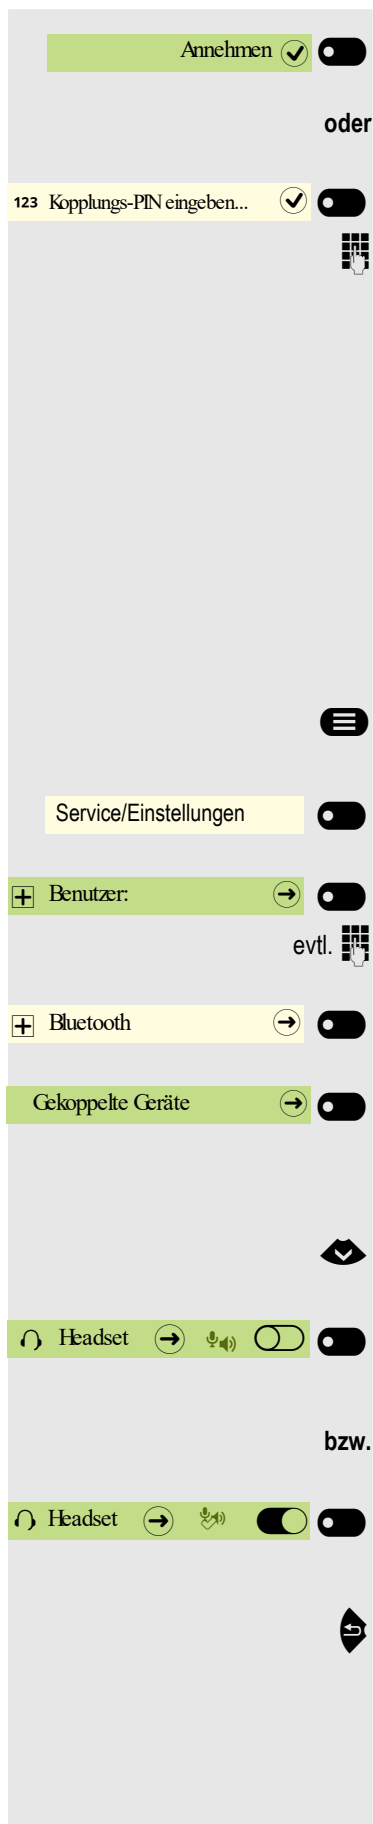 Annehmen
oder
123 Kopplungs-PIN eingeben...
Service/Einstellungen
Benutzer:
evtl.
Bluetooth
Gekoppelte Geräte
Headset
bzw.
Headset